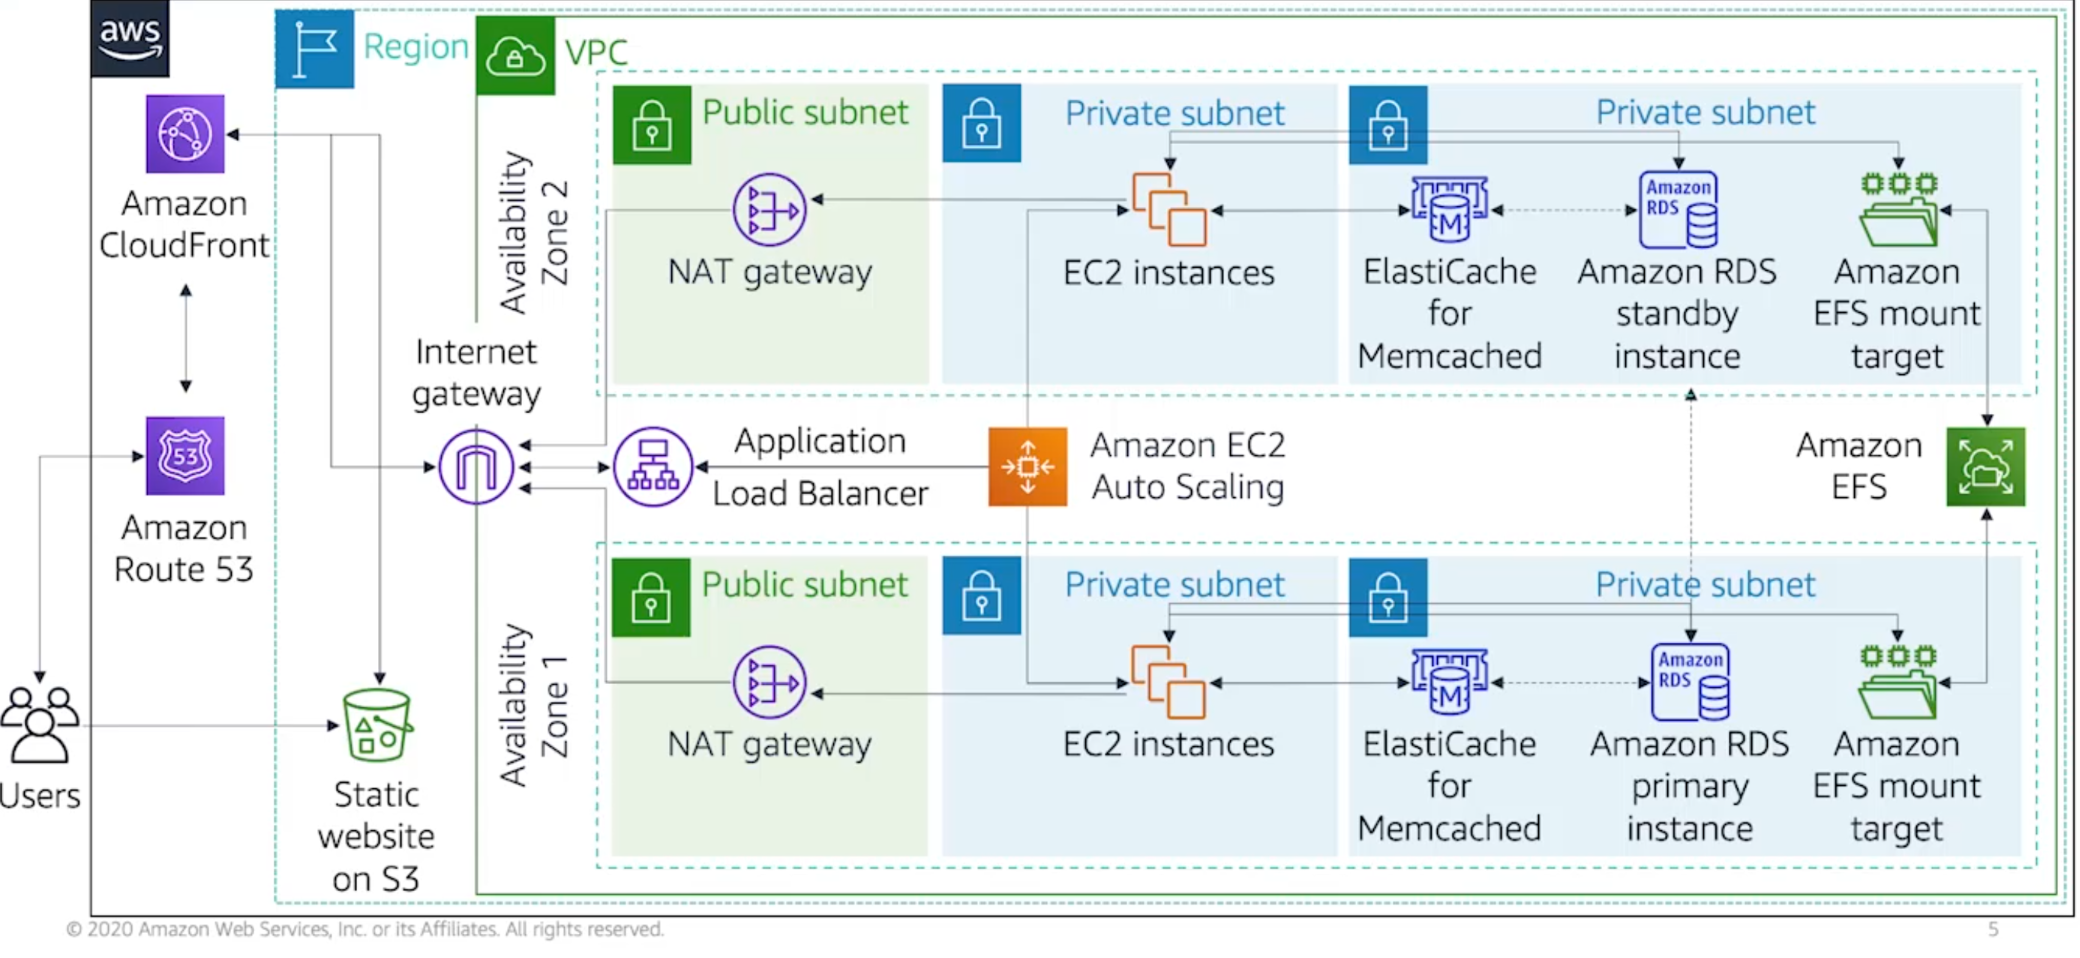 aws
Region
VPC
Amazon
CloudFront
53
Amazon
Route 53
Users
Static
website
on S3
Internet
gateway
Availability
Zone 2
Public subnet
NAT gateway
Private subnet
EC2 instances
Private subnet
M
ElastiCache
for
Memcached
Amazon
RDS
Amazon RDS
standby
instance
Amazon
EFS mount
target
Application
Load Balancer
Amazon EC2
Auto Scaling
Amazon
EFS
Availability
Zone 1
Public subnet
NAT gateway
Private subnet
EC2 instances
Private subnet
M
ElastiCache
for
Memcached
Amazon
RDS
Amazon RDS
primary
instance
Amazon
EFS mount
target
© 2020 Amazon Web Services, Inc. or its Affiliates. All rights reserved.
5